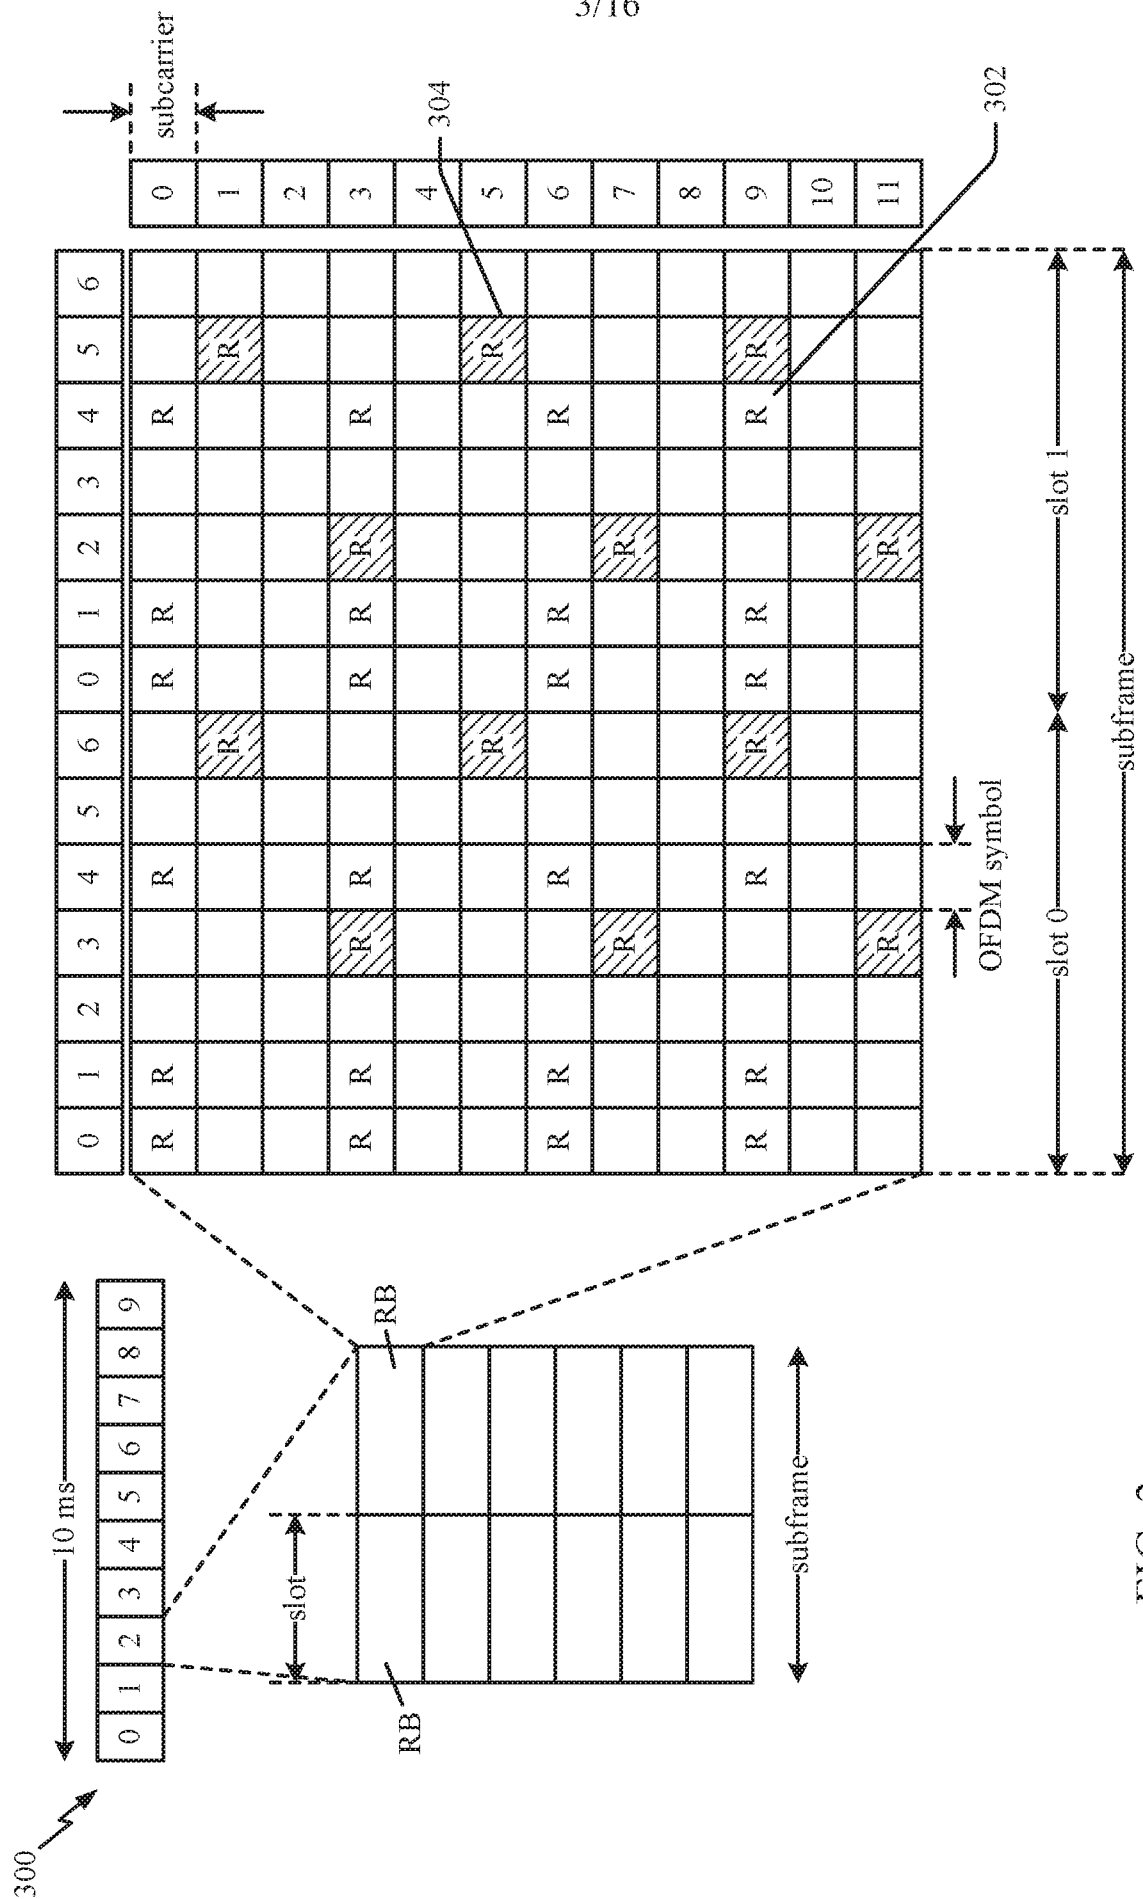 3/16
300
10 ms
0 1 2 3 4 5 6 7 8 9
RB
RB
slot
subframe
0 1 2 3 4 5 6 0 1 2 3 4 5 6
subcarrier
R R R R R R 0
R R 1
2
R R R R R R R R 3
4
R R 5
R R R R R R 6
R R 7
8
R R R R R R R R 9
10
R R 11
304
302
OFDM symbol
slot 0
slot 1
subframe